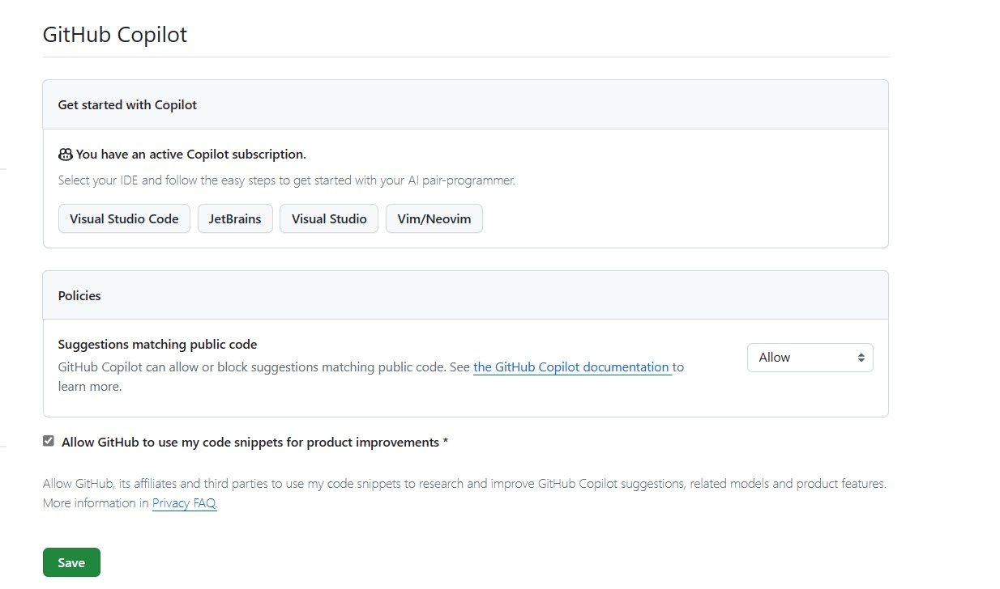 GitHub Copilot
Get started with Copilot
You have an active Copilot subscription.
Select your IDE and follow the easy steps to get started with your AI pair-programmer.
Visual Studio Code JetBrains Visual Studio Vim/Neovim
Policies
Suggestions matching public code
GitHub Copilot can allow or block suggestions matching public code. See the GitHub Copilot documentation to
learn more.
Allow
Allow GitHub to use my code snippets for product improvements *
Allow GitHub, its affiliates and third parties to use my code snippets to research and improve GitHub Copilot suggestions, related models and product features.
More information in Privacy FAQ.
Save